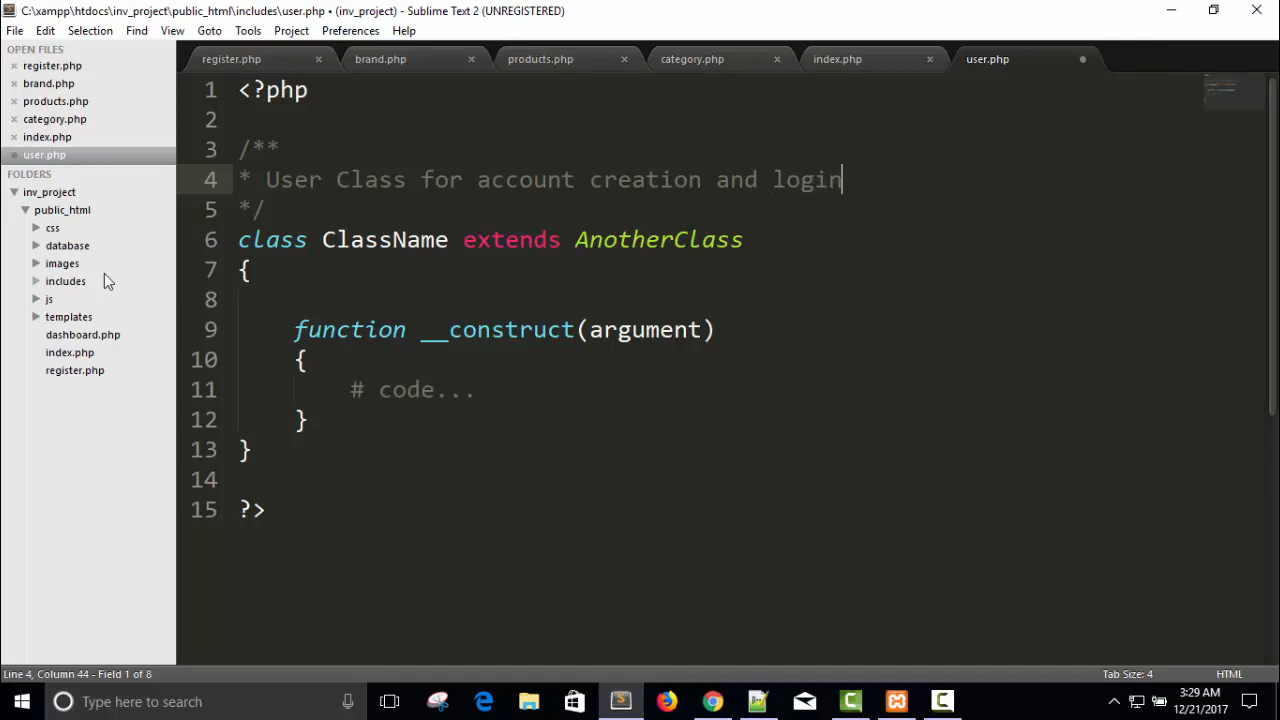 C:\xampp\htdocs\inv_project\public_html\includes\user.php • (inv_project) - Sublime Text 2 (UNREGISTERED)
File Edit Selection Find View Goto Tools Project Preferences Help
OPEN FILES
register.php
brand.php
products.php
category.php
index.php
user.php
FOLDERS
inv_project
public_html
css
database
images
includes
js
templates
dashboard.php
index.php
register.php
register.php brand.php products.php category.php index.php user.php
1 <?php
2
3 /**
4 * User Class for account creation and login
5 */
6 class ClassName extends AnotherClass
7 {
8
9 function __construct(argument)
10 {
11 # code...
12 }
13 }
14
15 ?>
Line 4, Column 44 - Field 1 of 8 Tab Size: 4 HTML
Type here to search
3:29 AM
12/21/2017